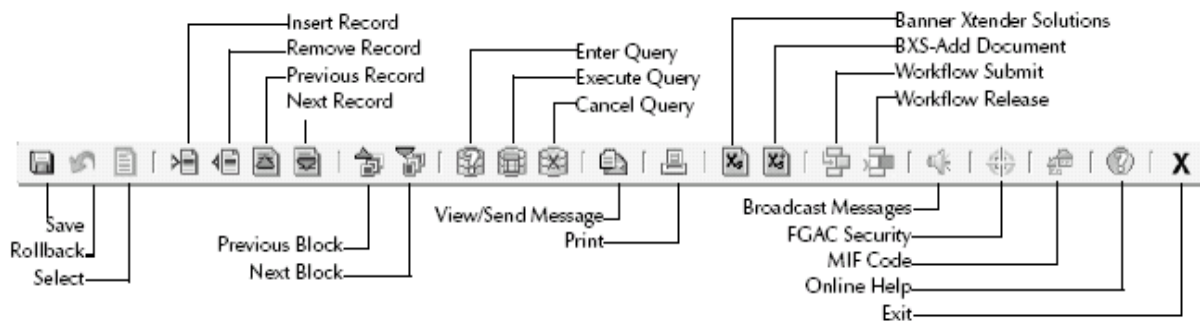 Insert Record
Remove Record
Previous Record
Next Record
Enter Query
Execute Query
Cancel Query
Banner Xtender Solutions
BXS-Add Document
Workflow Submit
Workflow Release
Save
Rollback
Select
Previous Block
Next Block
View/Send Message
Print
Broadcast Messages
FGAC Security
MIF Code
Online Help
Exit